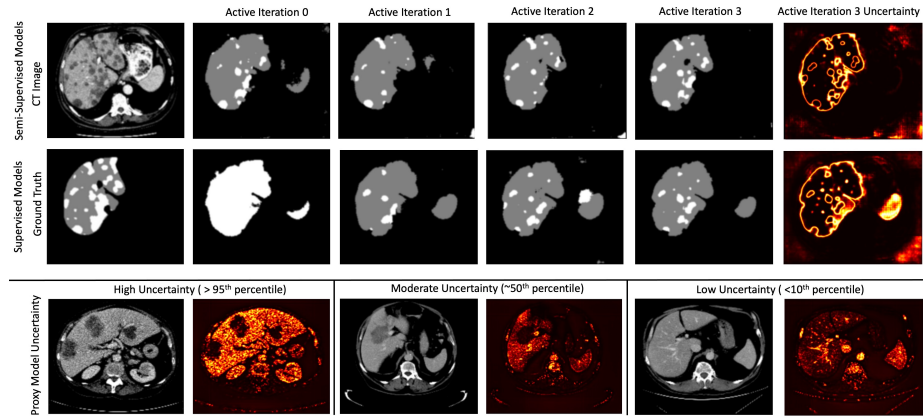 Active Iteration 0
Active Iteration 1
Active Iteration 2
Active Iteration 3
Active Iteration 3 Uncertainty
Semi-Supervised Models
CT Image
Supervised Models
Ground Truth
High Uncertainty ( > 95th percentile)
Moderate Uncertainty (~50th percentile)
Low Uncertainty ( <10th percentile)
Proxy Model Uncertainty